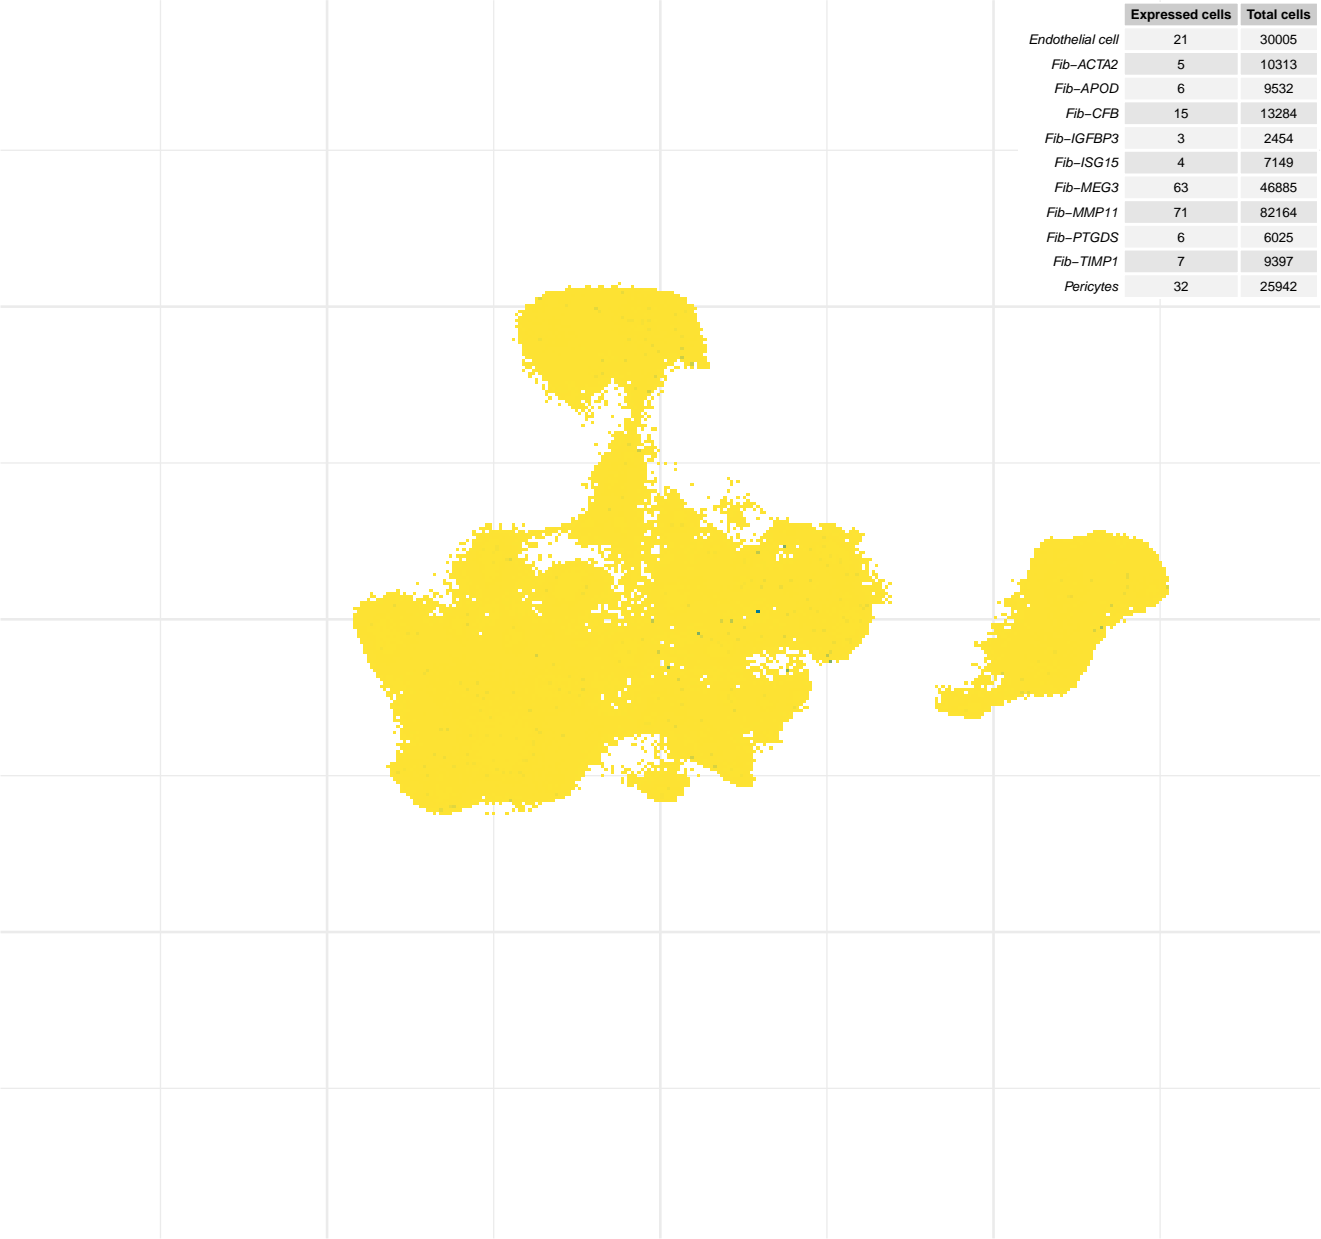 Expressed cells Total cells
Endothelial cell 21 30005
Fib−ACTA2 5 10313
Fib−APOD 6 9532
Fib−CFB 15 13284
Fib−IGFBP3 3 2454
Fib−ISG15 4 7149
Fib−MEG3 63 46885
Fib−MMP11 71 82164
Fib−PTGDS 6 6025
Fib−TIMP1 7 9397
Pericytes 32 25942